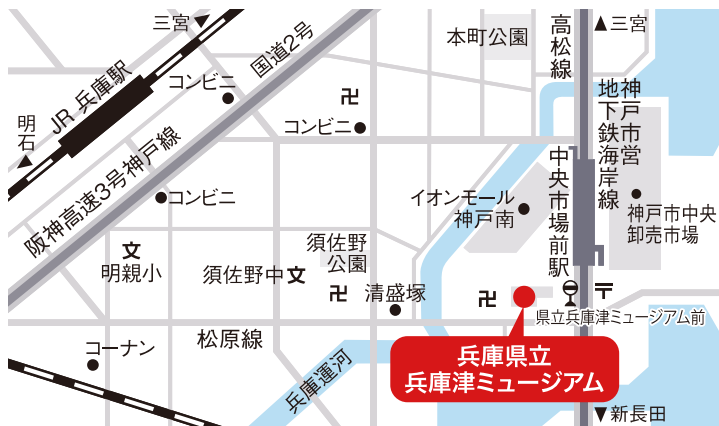 三宮
国道2号
本町公園
高松線
三宮
JR 兵庫駅
コンビニ
明石
コンビニ
地下鉄海岸線
神戸市営
阪神高速3号神戸線
中央市場前駅
コンビニ
イオンモール
神戸南
神戸市中央
卸売市場
文
明親小
須佐野中文
須佐野
公園
清盛塚
〒
県立兵庫津ミュージアム前
松原線
コーナン
兵庫運河
兵庫県立
兵庫津ミュージアム
新長田